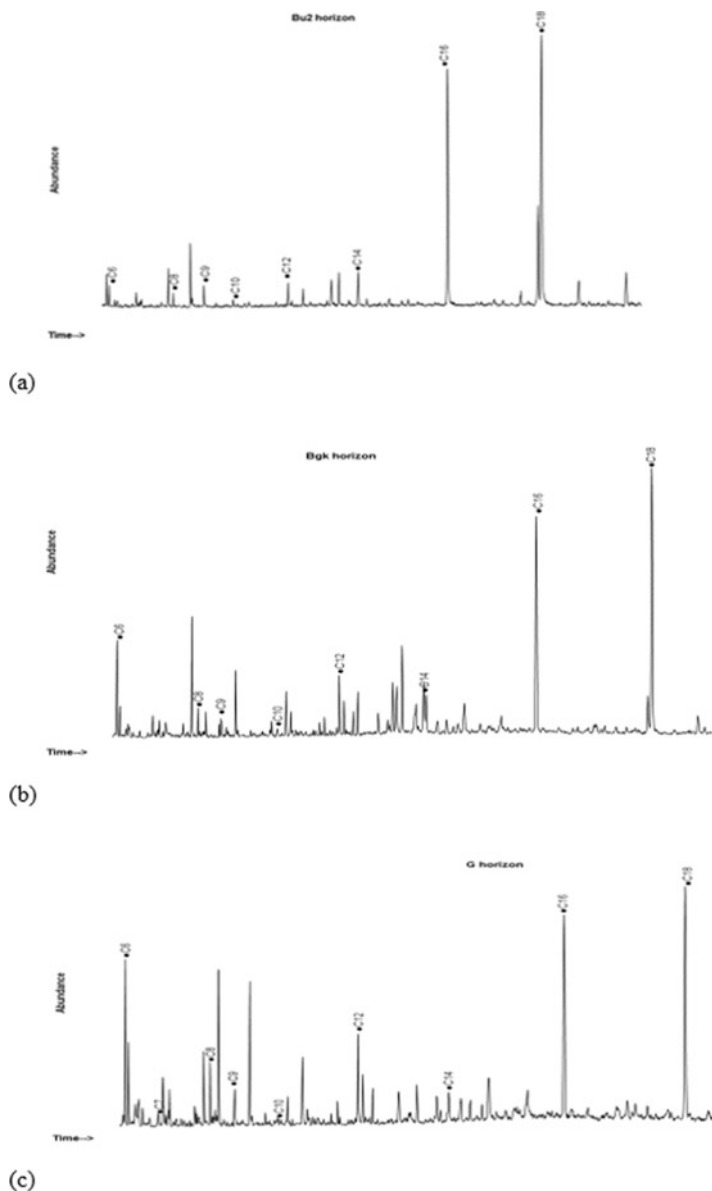 Bu2 horizon
Abundance
C6
C8
C9
C10
C12
C14
C16
C18
Time-->
(a)
Bgk horizon
Abundance
C6
C8
C9
C10
C12
C16
C18
Time-->
(b)
G horizon
Abundance
C6
C8
C9
C10
C12
C14
C16
C18
Time-->
(c)